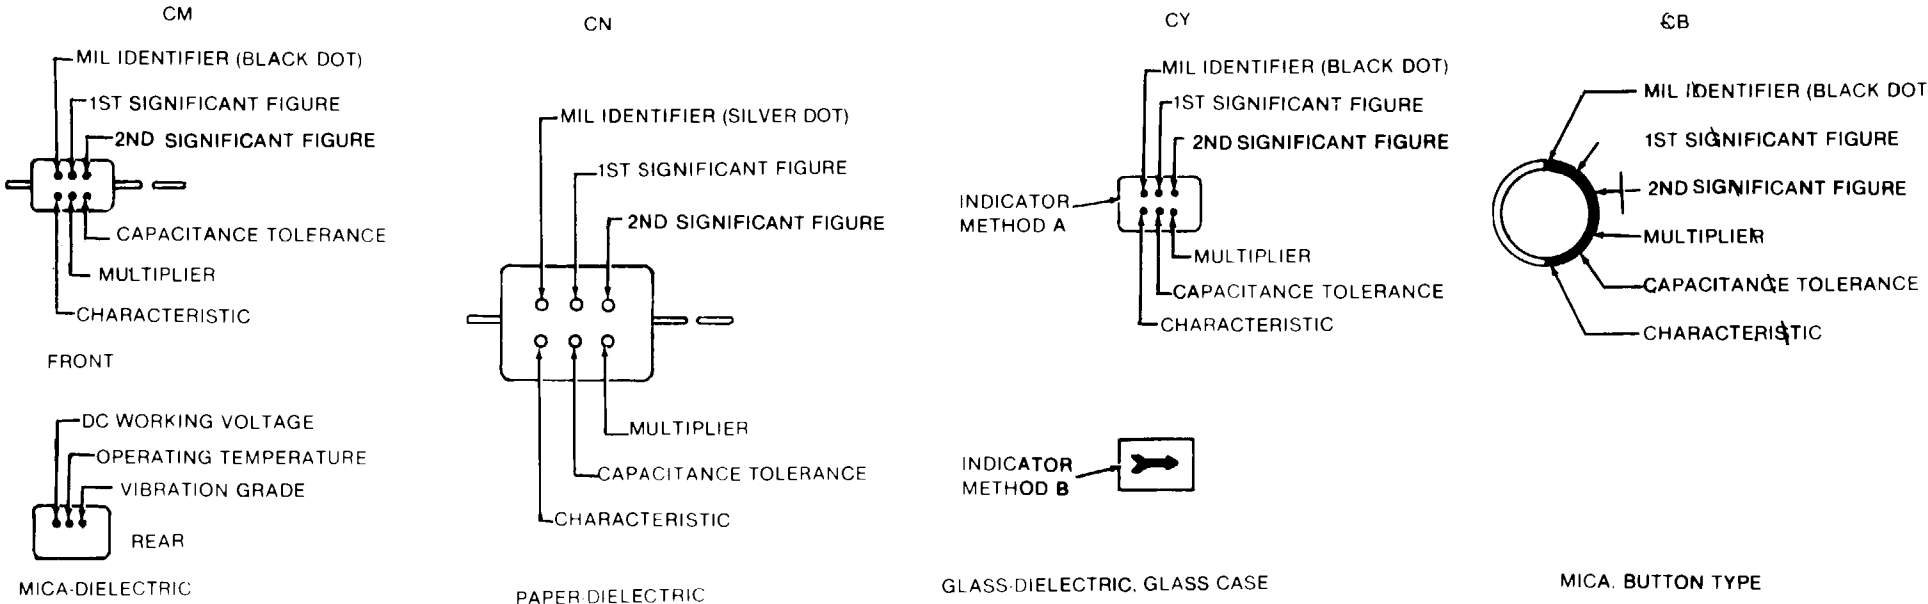 CM
MIL IDENTIFIER (BLACK DOT)
1ST SIGNIFICANT FIGURE
2ND SIGNIFICANT FIGURE
CAPACITANCE TOLERANCE
MULTIPLIER
CHARACTERISTIC
FRONT
DC WORKING VOLTAGE
OPERATING TEMPERATURE
VIBRATION GRADE
REAR
MICA-DIELECTRIC
CN
MIL IDENTIFIER (SILVER DOT)
1ST SIGNIFICANT FIGURE
2ND SIGNIFICANT FIGURE
MULTIPLIER
CAPACITANCE TOLERANCE
CHARACTERISTIC
PAPER-DIELECTRIC
CY
MIL IDENTIFIER (BLACK DOT)
1ST SIGNIFICANT FIGURE
2ND SIGNIFICANT FIGURE
INDICATOR
METHOD A
MULTIPLIER
CAPACITANCE TOLERANCE
CHARACTERISTIC
INDICATOR
METHOD B
GLASS-DIELECTRIC, GLASS CASE
CB
MIL IDENTIFIER (BLACK DOT
1ST SIGNIFICANT FIGURE
2ND SIGNIFICANT FIGURE
MULTIPLIER
CAPACITANCE TOLERANCE
CHARACTERISTIC
MICA. BUTTON TYPE